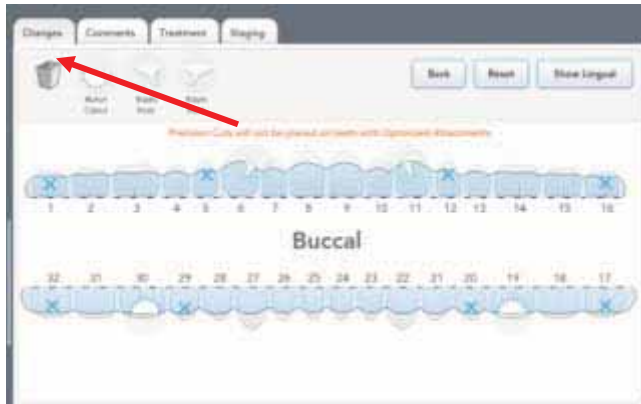 Changes Comments Treatment Staging
Back Reset Show Lingual
Button
Cutout
Precision Cuts will not be placed on teeth with Optimized Attachments
1 2 3 4 5 6 7 8 9 10 11 12 13 14 15 16
Buccal
32 31 30 29 28 27 26 25 24 23 22 21 20 19 18 17